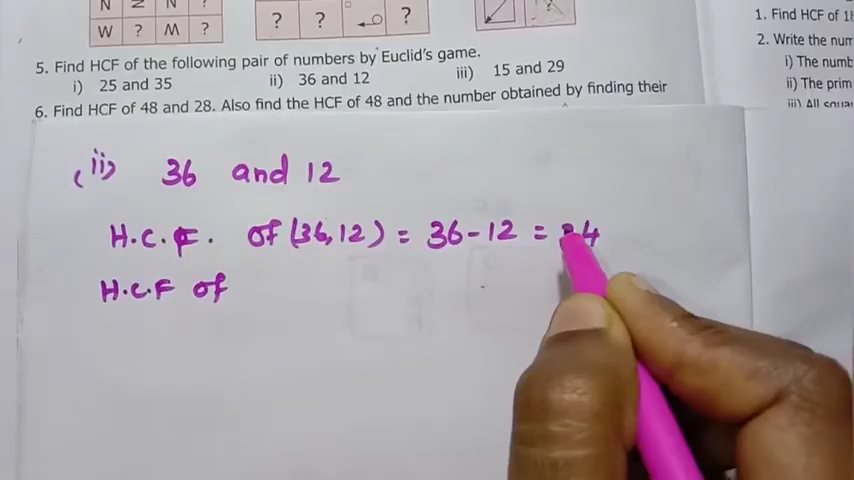 N Z N ?
W ? M ?
? ? ?
?
5. Find HCF of the following pair of numbers by Euclid's game.
i) 25 and 35 ii) 36 and 12 iii) 15 and 29
6. Find HCF of 48 and 28. Also find the HCF of 48 and the number obtained by finding their
1. Find HCF of
2. Write the num
i) The numb
ii) The prim
iii) All squa
(ii) 36 and 12
H.C.F. of (36,12) = 36-12 = 24
H.C.F of